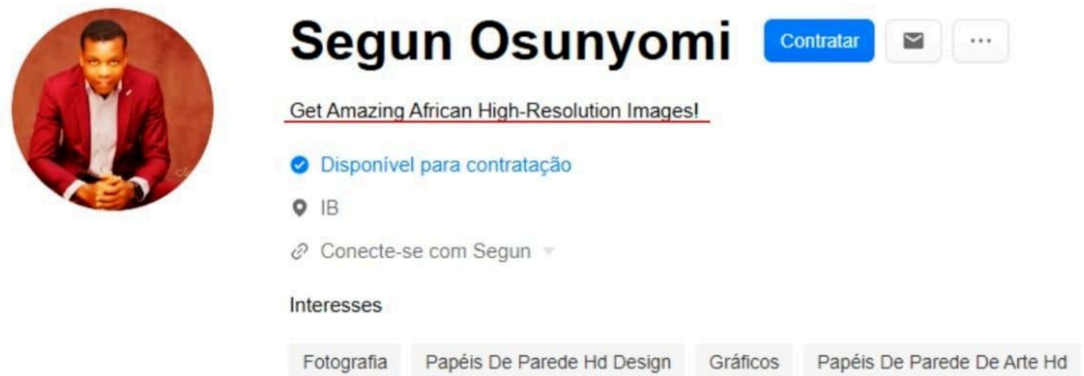 Segun Osunyomi Contratar ...
Get Amazing African High-Resolution Images!
Disponível para contratação
IB
Conecte-se com Segun
Interesses
Fotografia Papéis De Parede Hd Design Gráficos Papéis De Parede De Arte Hd